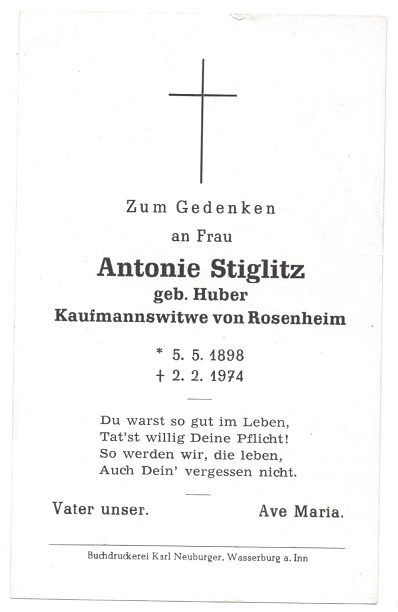 Zum Gedenken
an Frau
Antonie Stiglitz
geb. Huber
Kaufmannswitwe von Rosenheim
* 5. 5. 1898
† 2. 2. 1974
Du warst so gut im Leben,
Tat'st willig Deine Pflicht!
So werden wir, die leben,
Auch Dein' vergessen nicht.
Vater unser. Ave Maria.
Buchdruckerei Karl Neuburger, Wasserburg a. Inn